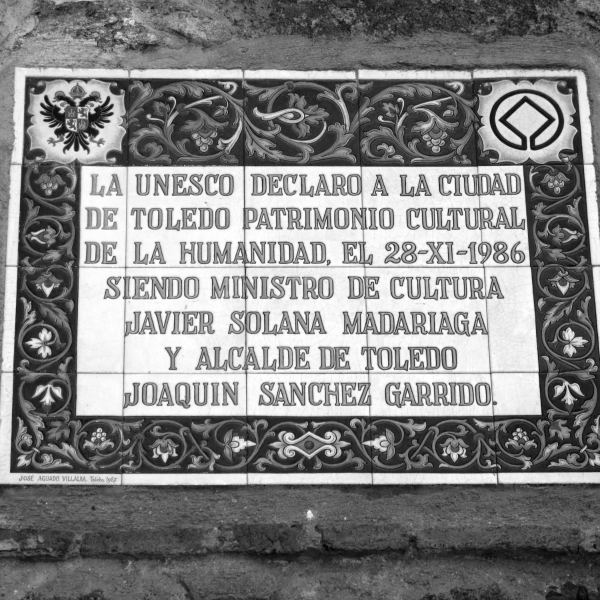 LA UNESCO DECLARO A LA CIUDAD
DE TOLEDO PATRIMONIO CULTURAL
DE LA HUMANIDAD, EL 28-XI-1986
SIENDO MINISTRO DE CULTURA
JAVIER SOLANA MADARIAGA
Y ALCALDE DE TOLEDO
JOAQUIN SANCHEZ GARRIDO.
JOSE AGUADO VILLALBA. Toledo